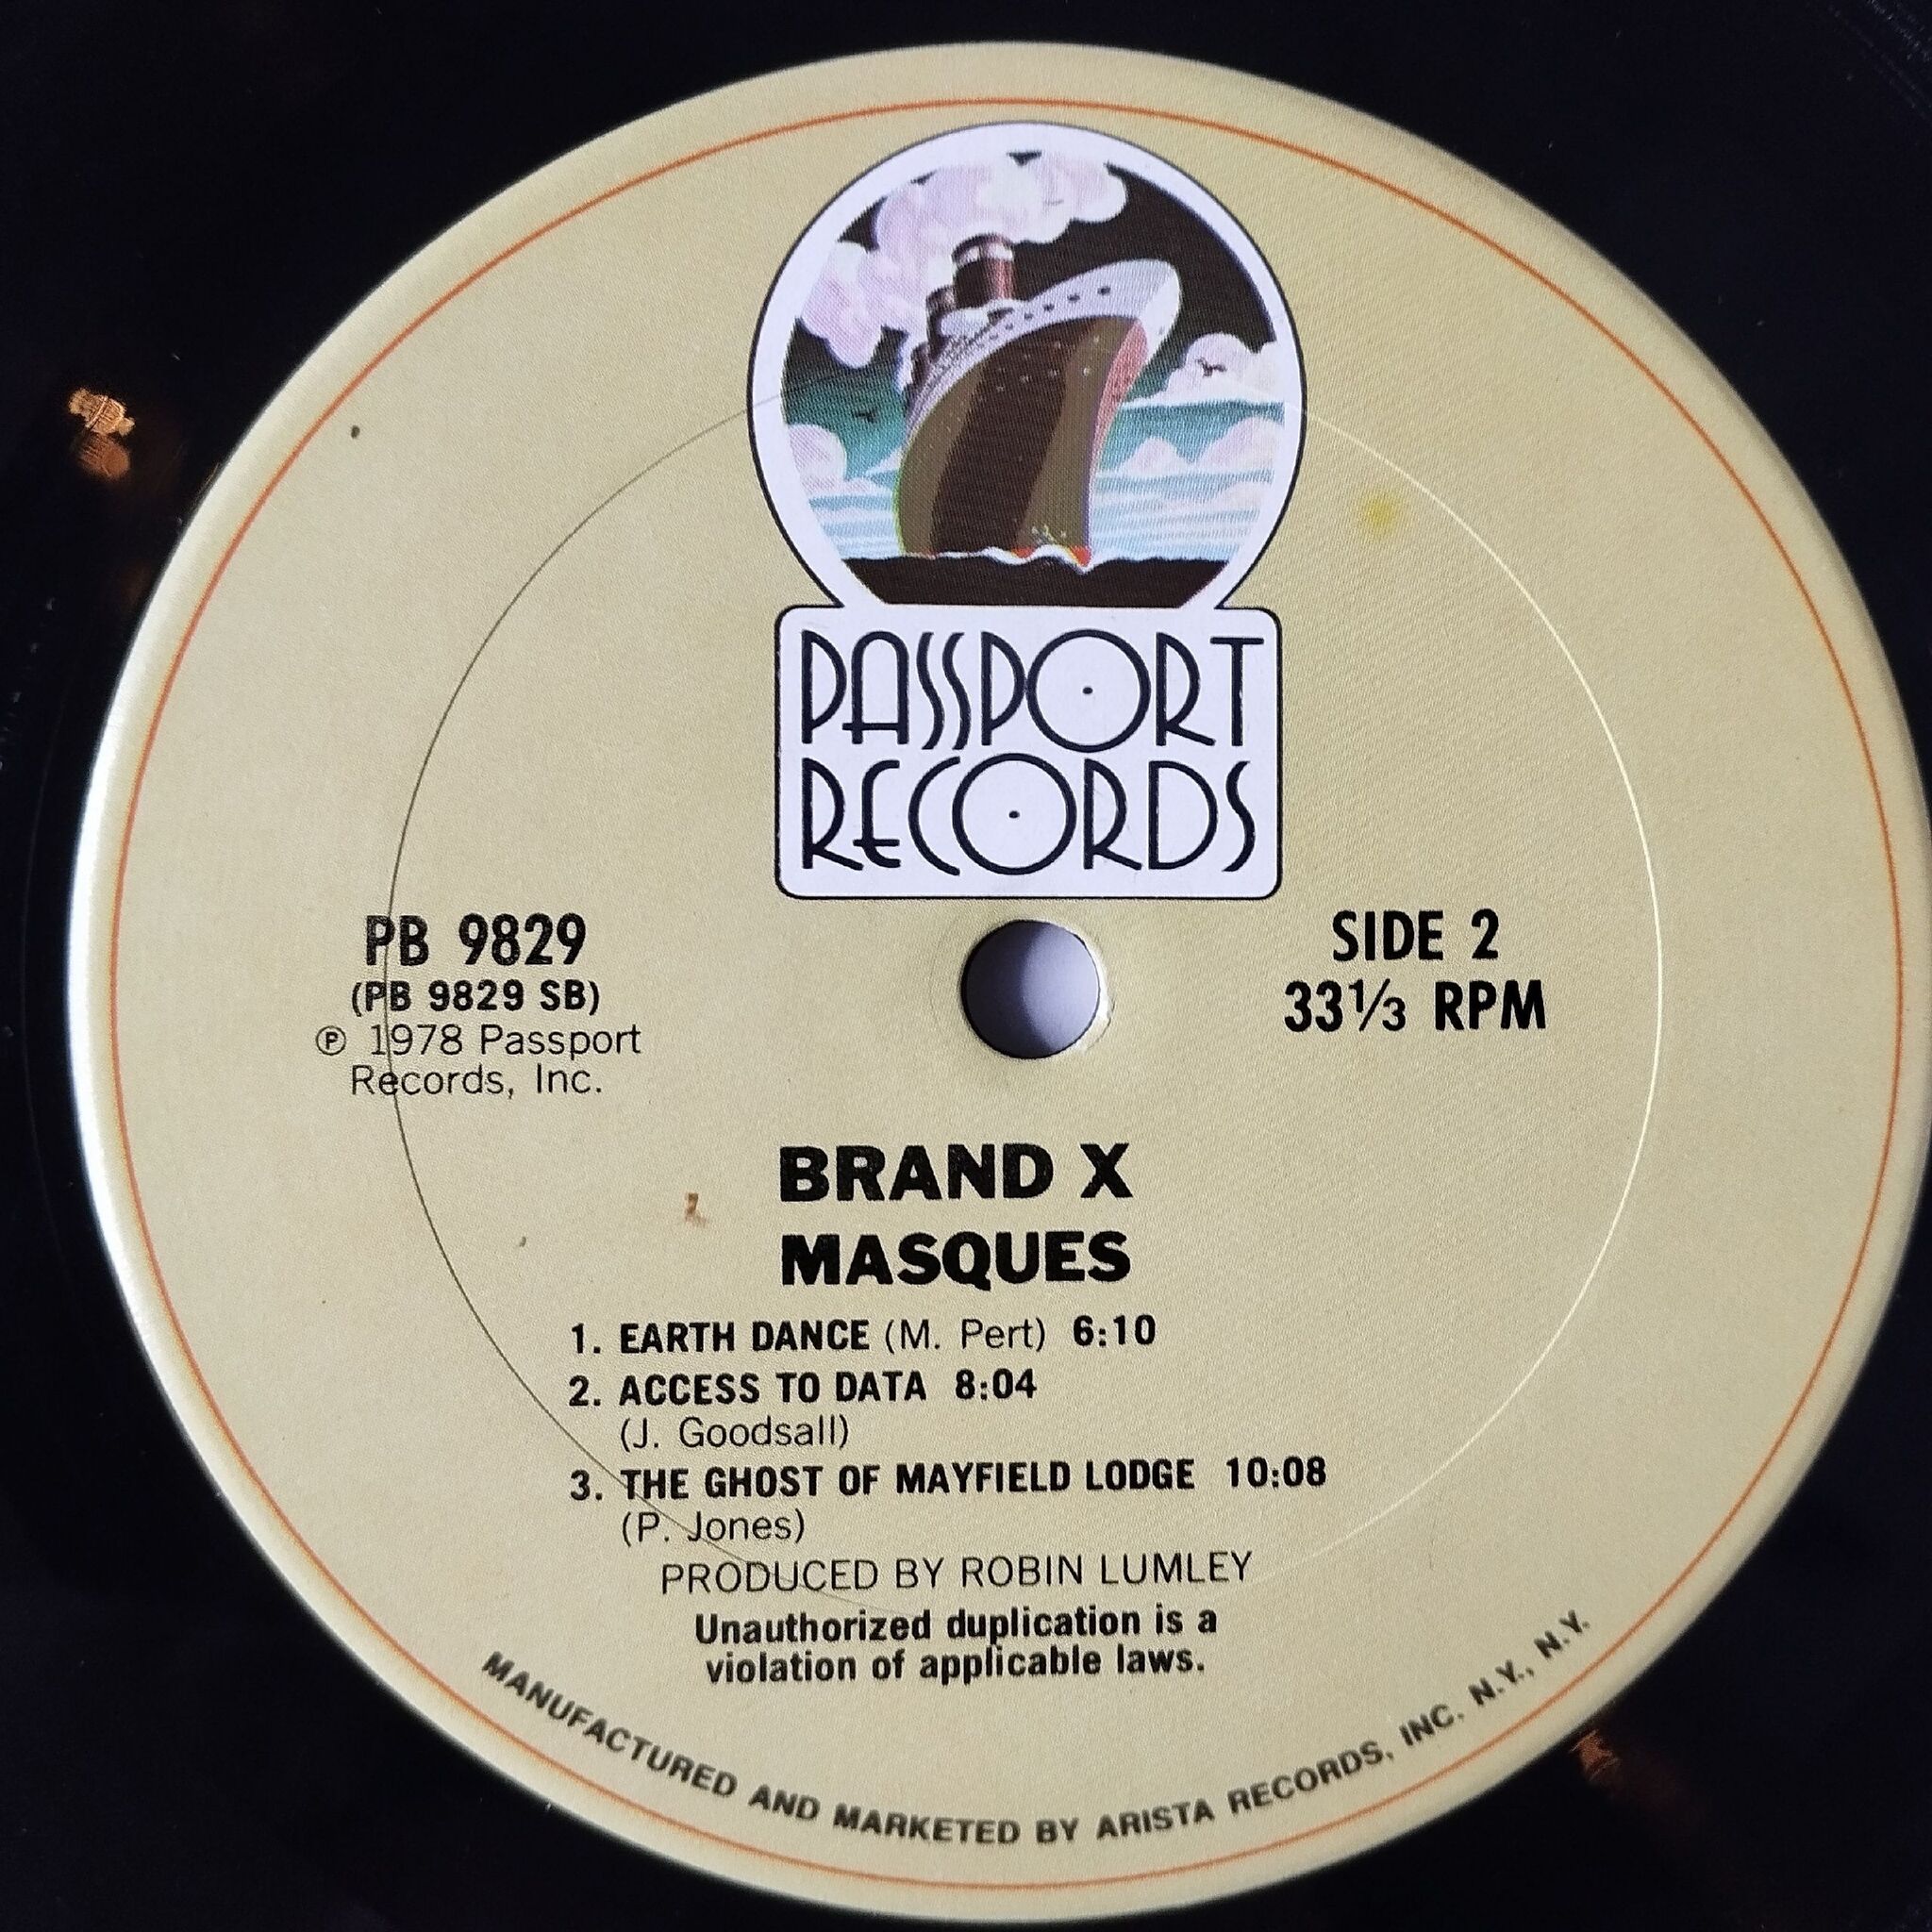 PASSPORT
RECORDS
PB 9829
(PB 9829 SB)
℗ 1978 Passport
Records, Inc.
SIDE 2
33⅓ RPM
BRAND X
MASQUES
1. EARTH DANCE (M. Pert) 6:10
2. ACCESS TO DATA 8:04
(J. Goodsall)
3. THE GHOST OF MAYFIELD LODGE 10:08
(P. Jones)
PRODUCED BY ROBIN LUMLEY
Unauthorized duplication is a
violation of applicable laws.
MANUFACTURED AND MARKETED BY ARISTA RECORDS, INC. N.Y., N.Y.